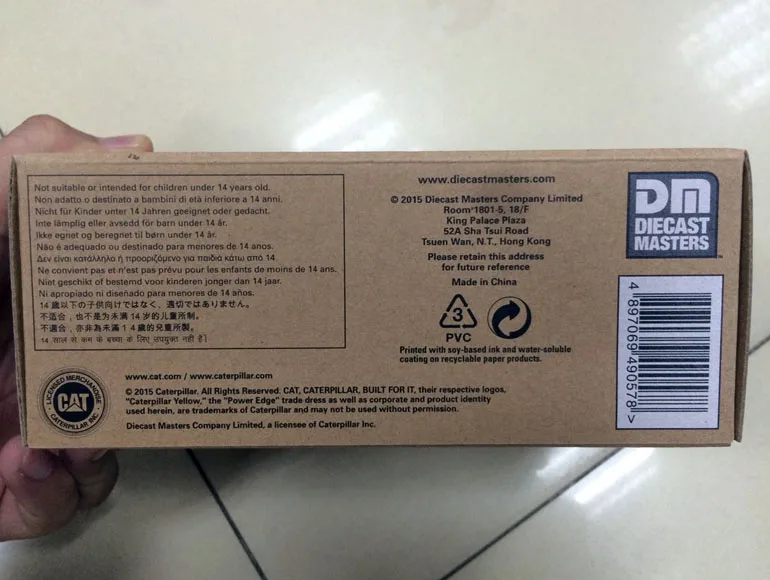 Not suitable or intended for children under 14 years old.
Non adatto o destinato a bambini di età inferiore a 14 anni.
Nicht für Kinder unter 14 Jahren geeignet oder gedacht.
Inte lämplig eller avsedd för barn under 14 år.
Ikke egnet og beregnet til børn under 14 år.
Não é adequado ou destinado para menores de 14 anos.
Δεν είναι κατάλληλο ή προοριζόμενο για παιδιά κάτω από 14.
Ne convient pas et n'est pas prévu pour les enfants de moins de 14 ans.
Niet geschikt of bestemd voor kinderen jonger dan 14 jaar.
Ni apropiado ni diseñado para menores de 14 años.
14 歳以下の子供向けではなく、適切ではありません。
不适合，也不是为未满 14 岁的儿童所制。
不適合，亦非為未滿 1 4 歲的兒童所製。
14 साल से कम के बच्चों के लिए उपयुक्त नहीं है।
www.diecastmasters.com
© 2015 Diecast Masters Company Limited
Room 1801-5, 18/F
King Palace Plaza
52A Sha Tsui Road
Tsuen Wan, N.T., Hong Kong
Please retain this address
for future reference
Made in China
3
PVC
Printed with soy-based ink and water-soluble
coating on recyclable paper products.
DM
DIECAST
MASTERS
™
4 897069 490578 >
LICENSED MERCHANDISE
CAT
CATERPILLAR INC.
www.cat.com / www.caterpillar.com
© 2015 Caterpillar. All Rights Reserved. CAT, CATERPILLAR, BUILT FOR IT, their respective logos,
"Caterpillar Yellow," the "Power Edge" trade dress as well as corporate and product identity
used herein, are trademarks of Caterpillar and may not be used without permission.
Diecast Masters Company Limited, a licensee of Caterpillar Inc.